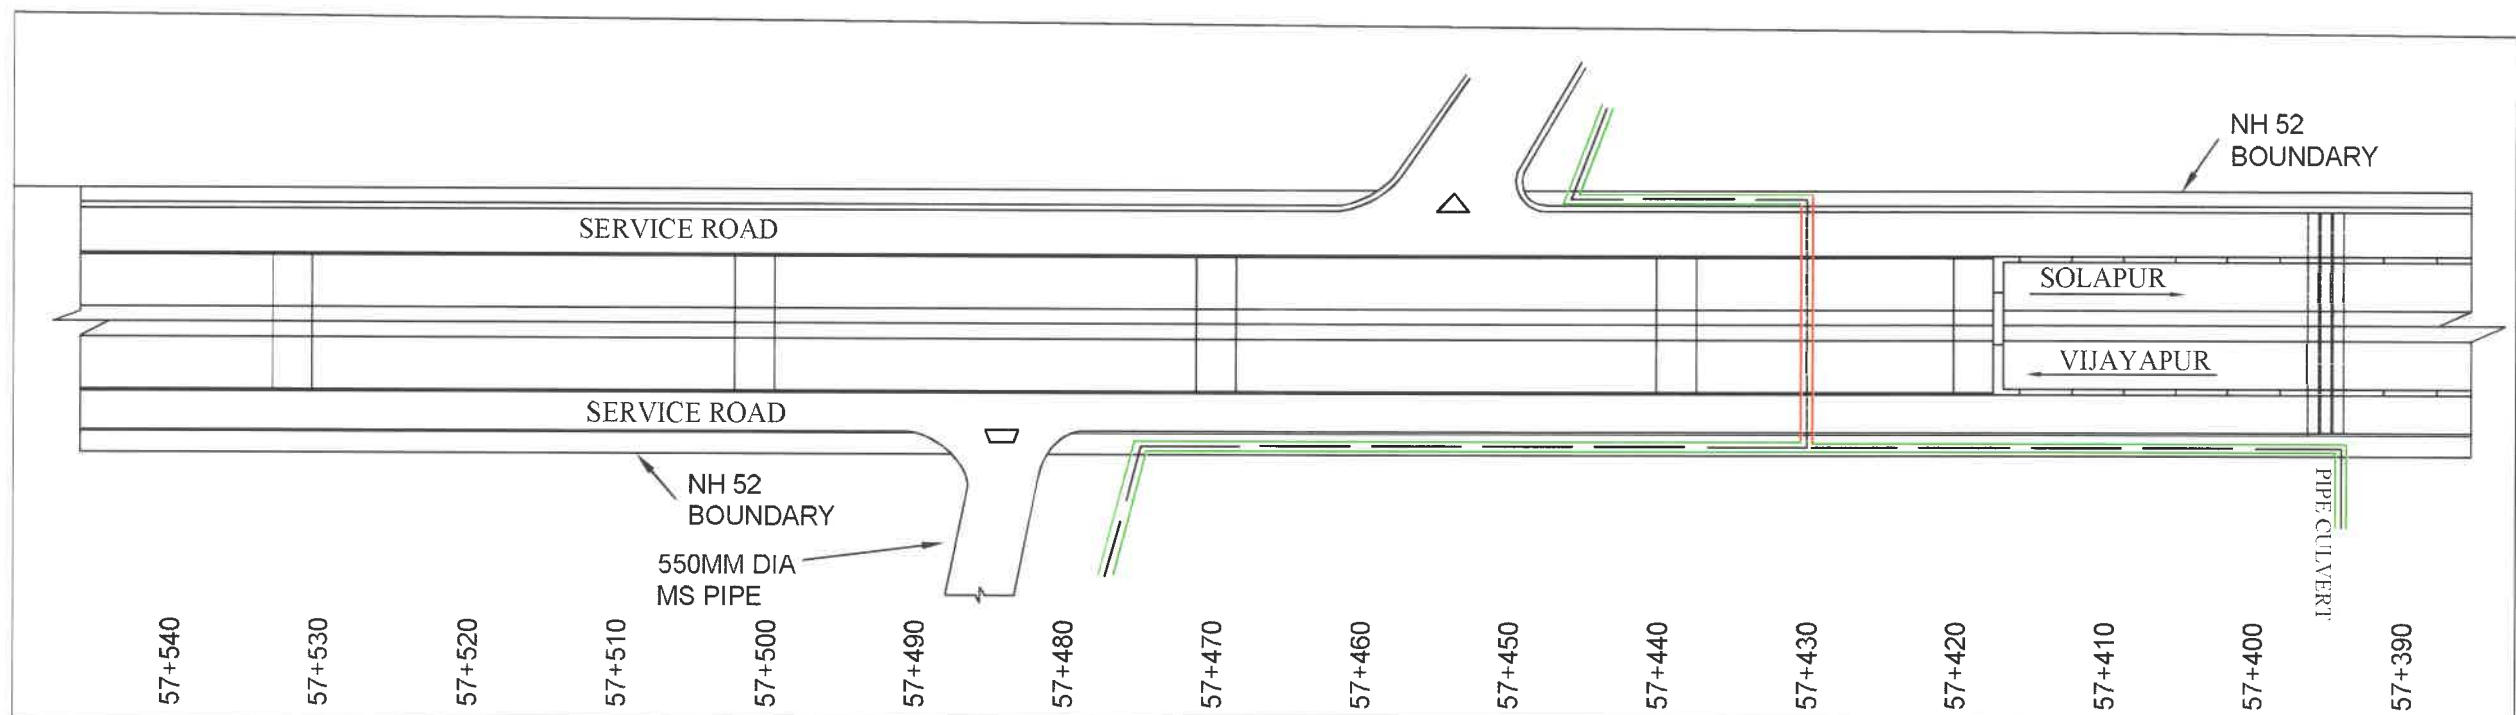 NH 52
BOUNDARY
SERVICE ROAD
SOLAPUR
VIJAYAPUR
SERVICE ROAD
NH 52
BOUNDARY
550MM DIA
MS PIPE
PIPE CULVERT
57+540
57+530
57+520
57+510
57+500
57+490
57+480
57+470
57+460
57+450
57+440
57+430
57+420
57+410
57+400
57+390